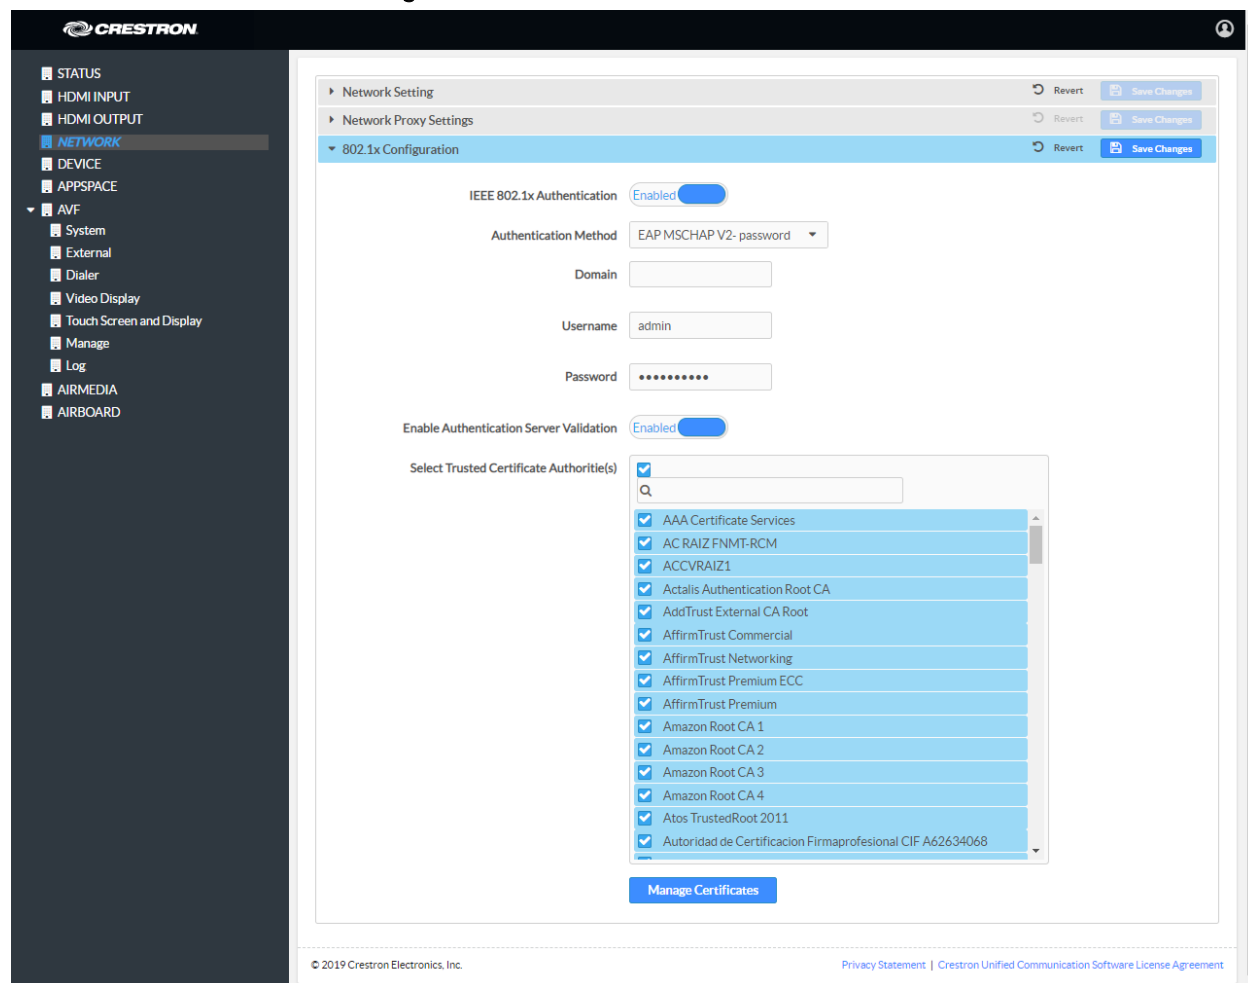 CRESTRON
STATUS
HDMI INPUT
HDMI OUTPUT
NETWORK
DEVICE
APPSPACE
AVF
System
External
Dialer
Video Display
Touch Screen and Display
Manage
Log
AIRMEDIA
AIRBOARD
Network Setting Revert Save Changes
Network Proxy Settings Revert Save Changes
802.1x Configuration Revert Save Changes
IEEE 802.1x Authentication Enabled
Authentication Method EAP MSCHAP V2- password
Domain
Username admin
Password ••••••••••
Enable Authentication Server Validation Enabled
Select Trusted Certificate Authoritie(s)
AAA Certificate Services
AC RAIZ FNMT-RCM
ACCVRAIZ1
Actalis Authentication Root CA
AddTrust External CA Root
AffirmTrust Commercial
AffirmTrust Networking
AffirmTrust Premium ECC
AffirmTrust Premium
Amazon Root CA 1
Amazon Root CA 2
Amazon Root CA 3
Amazon Root CA 4
Atos TrustedRoot 2011
Autoridad de Certificacion Firmaprofesional CIF A62634068
Manage Certificates
© 2019 Crestron Electronics, Inc. Privacy Statement | Crestron Unified Communication Software License Agreement